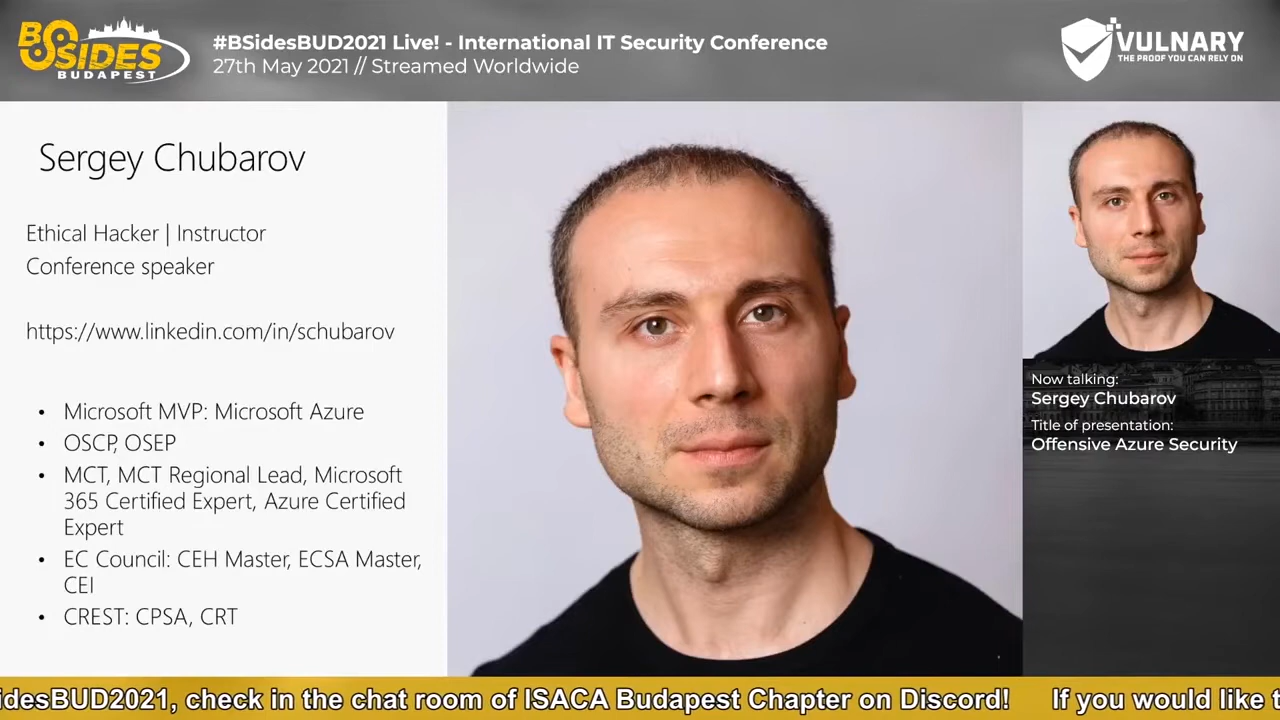 BSIDES
BUDAPEST
#BSidesBUD2021 Live! - International IT Security Conference
27th May 2021 // Streamed Worldwide
VULNARY
THE PROOF YOU CAN RELY ON
Sergey Chubarov
Ethical Hacker | Instructor
Conference speaker
https://www.linkedin.com/in/schubarov
• Microsoft MVP: Microsoft Azure
• OSCP, OSEP
• MCT, MCT Regional Lead, Microsoft
365 Certified Expert, Azure Certified
Expert
• EC Council: CEH Master, ECSA Master,
CEI
• CREST: CPSA, CRT
Now talking:
Sergey Chubarov
Title of presentation:
Offensive Azure Security
idesBUD2021, check in the chat room of ISACA Budapest Chapter on Discord! If you would like t